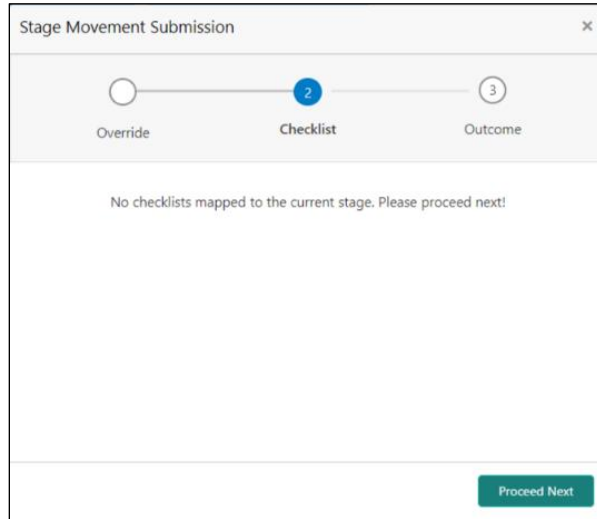 Stage Movement Submission ×
2 3
Override Checklist Outcome
No checklists mapped to the current stage. Please proceed next!
Proceed Next